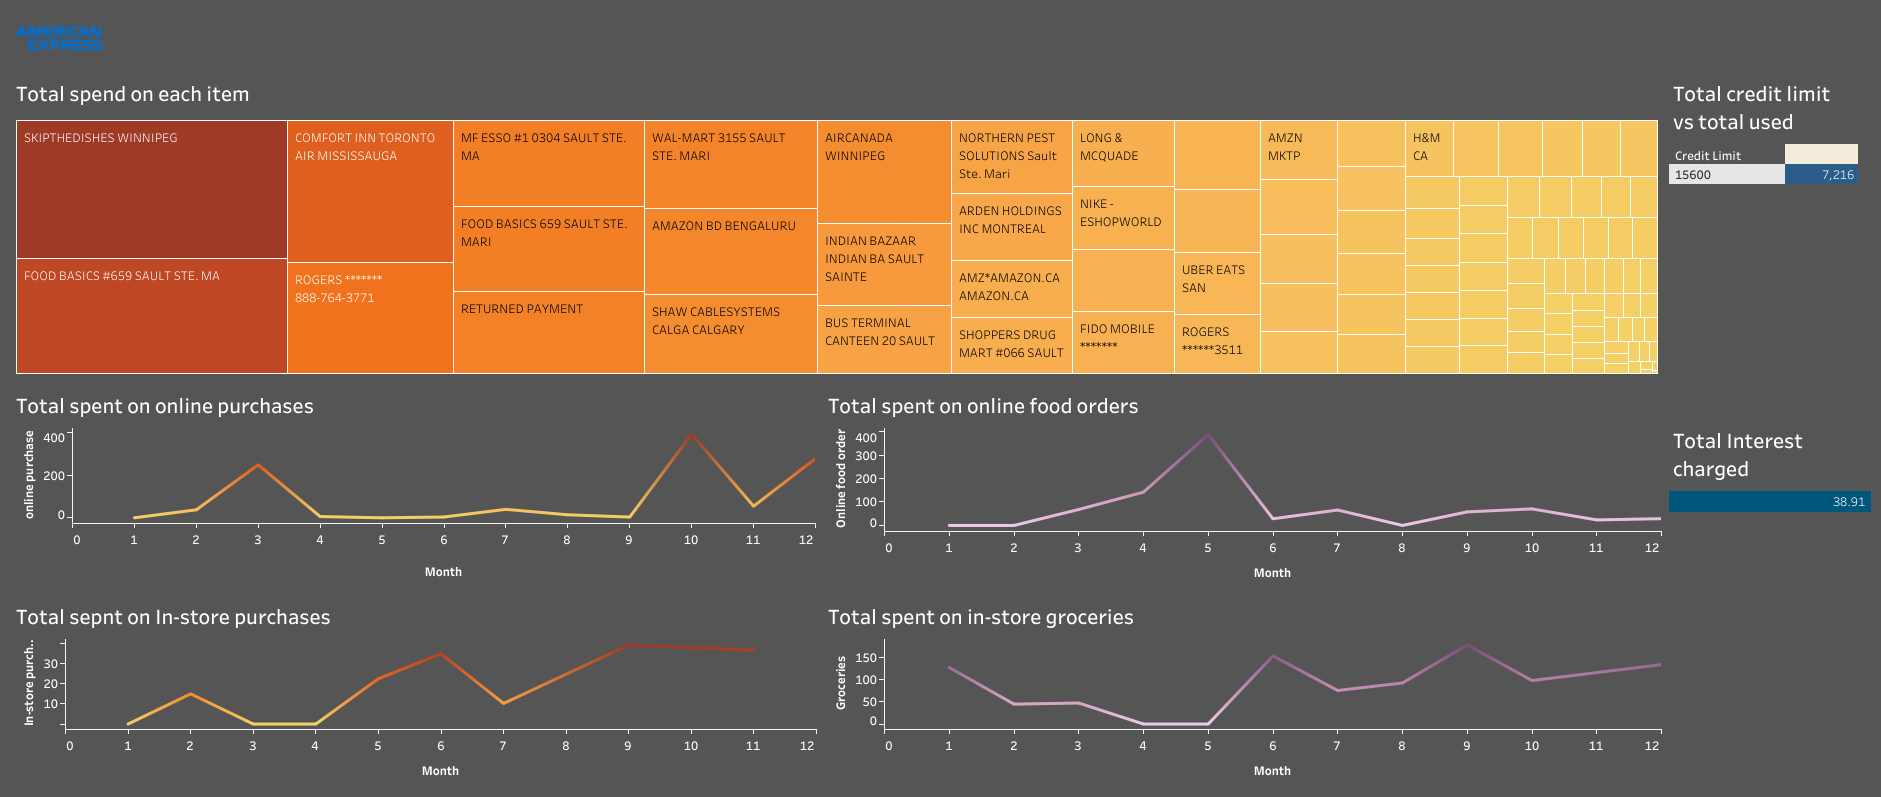 AMERICAN
EXPRESS
Total spend on each item
SKIPTHEDISHES WINNIPEG
FOOD BASICS #659 SAULT STE. MA
COMFORT INN TORONTO
AIR MISSISSAUGA
ROGERS *******
888-764-3771
MF ESSO #1 0304 SAULT STE.
MA
FOOD BASICS 659 SAULT STE.
MARI
RETURNED PAYMENT
WAL-MART 3155 SAULT
STE. MARI
AMAZON BD BENGALURU
SHAW CABLESYSTEMS
CALGA CALGARY
AIRCANADA
WINNIPEG
INDIAN BAZAAR
INDIAN BA SAULT
SAINTE
BUS TERMINAL
CANTEEN 20 SAULT
NORTHERN PEST
SOLUTIONS Sault
Ste. Mari
ARDEN HOLDINGS
INC MONTREAL
AMZ*AMAZON.CA
AMAZON.CA
SHOPPERS DRUG
MART #066 SAULT
LONG &
MCQUADE
NIKE -
ESHOPWORLD
FIDO MOBILE
*******
UBER EATS
SAN
ROGERS
******3511
AMZN
MKTP
H&M
CA
Total credit limit
vs total used
Credit Limit
15600 7,216
Total spent on online purchases
online purchase
400
200
0
0 1 2 3 4 5 6 7 8 9 10 11 12
Month
Total spent on online food orders
Online food order
400
300
200
100
0
0 1 2 3 4 5 6 7 8 9 10 11 12
Month
Total Interest
charged
38.91
Total sepnt on In-store purchases
In-store purch..
30
20
10
0 1 2 3 4 5 6 7 8 9 10 11 12
Month
Total spent on in-store groceries
Groceries
150
100
50
0
0 1 2 3 4 5 6 7 8 9 10 11 12
Month